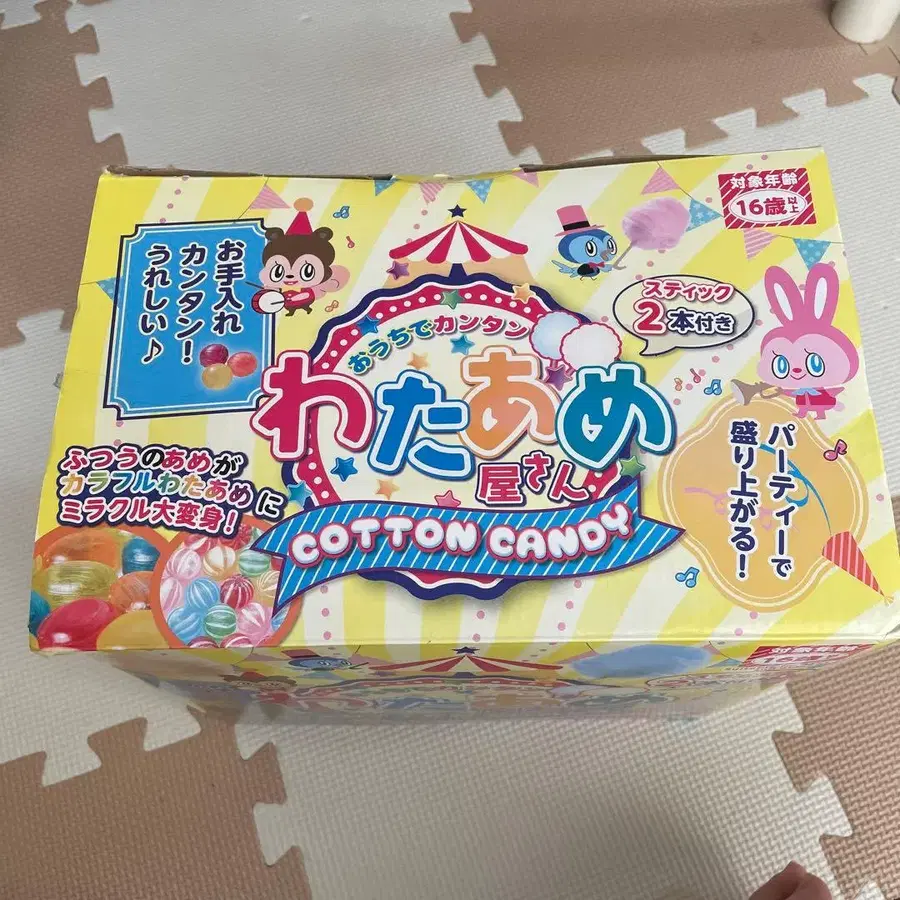 対象年齢
16歳以上
お手入れ
カンタン！
うれしい♪
スティック
2本付き
おうちでカンタン
わたあめ
屋さん
COTTON CANDY
パーティーで
盛り上がる！
ふつうのあめが
カラフルわたあめに
ミラクル大変身！
対象年齢